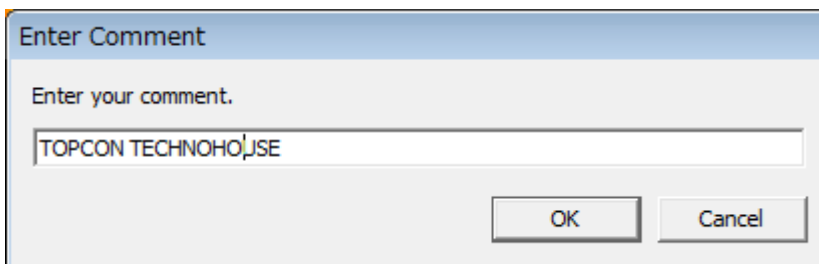 Enter Comment
Enter your comment.
TOPCON TECHNOHOUSE
OK Cancel